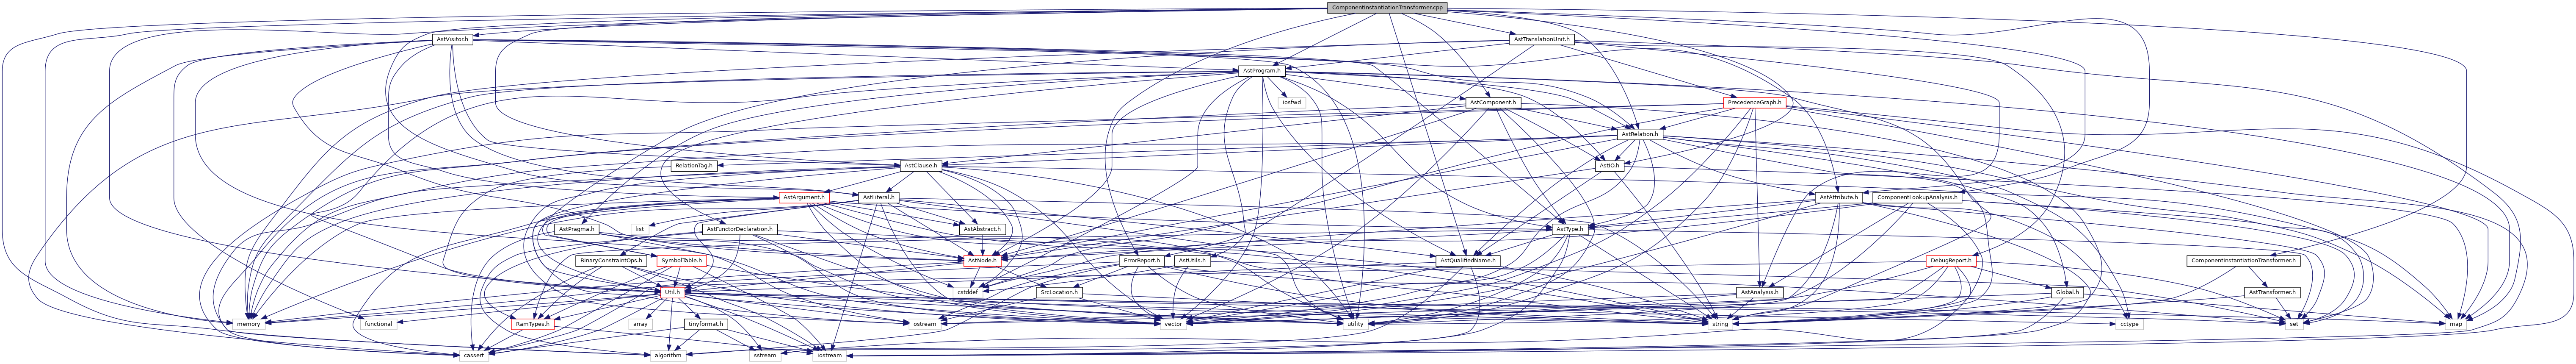 ComponentInstantiationTransformer.cpp
AstVisitor.h
AstTranslationUnit.h
AstProgram.h
iosfwd
AstComponent.h
PrecedenceGraph.h
AstRelation.h
RelationTag.h
AstClause.h
AstIO.h
AstArgument.h
AstLiteral.h
AstAttribute.h
ComponentLookupAnalysis.h
AstPragma.h
list
AstFunctorDeclaration.h
AstAbstract.h
AstType.h
BinaryConstraintOps.h
SymbolTable.h
AstNode.h
ErrorReport.h
AstUtils.h
AstQualifiedName.h
DebugReport.h
ComponentInstantiationTransformer.h
Util.h
cstddef
SrcLocation.h
AstAnalysis.h
Global.h
AstTransformer.h
memory
functional
RamTypes.h
array
tinyformat.h
ostream
vector
utility
string
cctype
set
map
cassert
algorithm
sstream
iostream